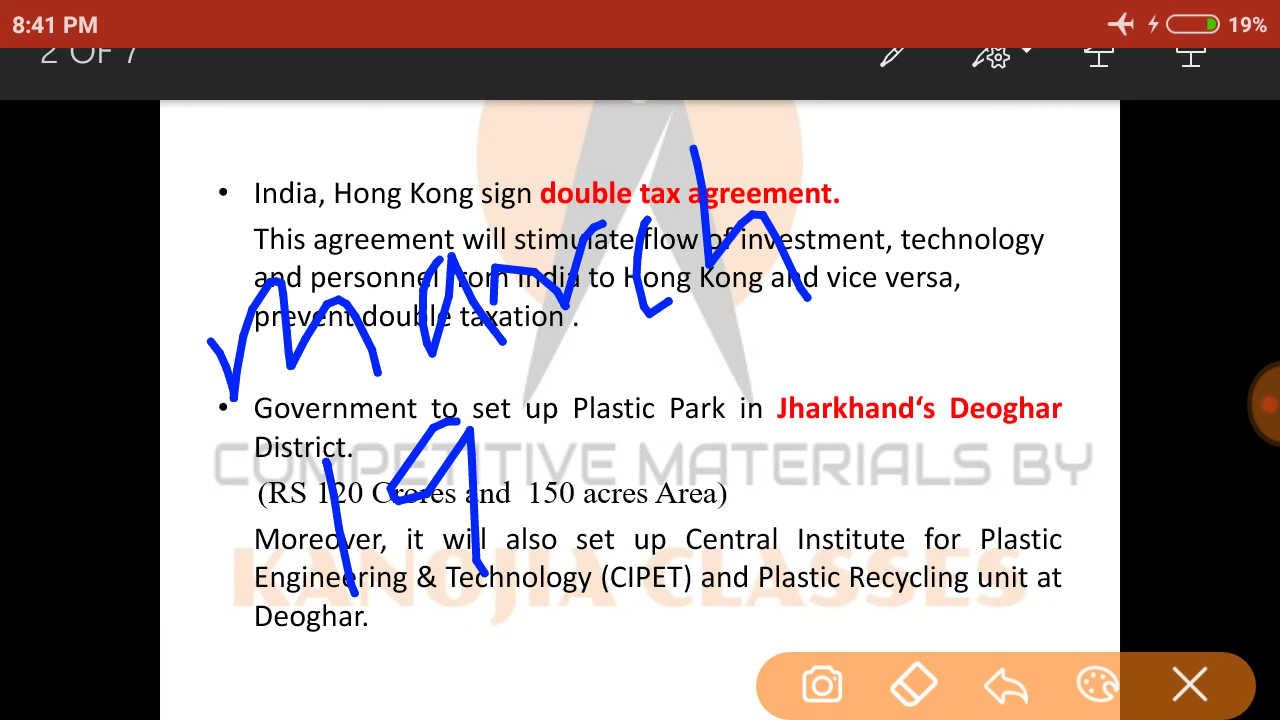 8:41 PM 19%
2 OF 7
• India, Hong Kong sign double tax agreement.
This agreement will stimulate flow of investment, technology
and personnel from India to Hong Kong and vice versa,
prevent double taxation .
march
• Government to set up Plastic Park in Jharkhand‘s Deoghar
District.
19
COMPETITIVE MATERIALS BY
(RS 120 Crores and 150 acres Area)
Moreover, it will also set up Central Institute for Plastic
Engineering & Technology (CIPET) and Plastic Recycling unit at
Deoghar.
KANOJIA CLASSES